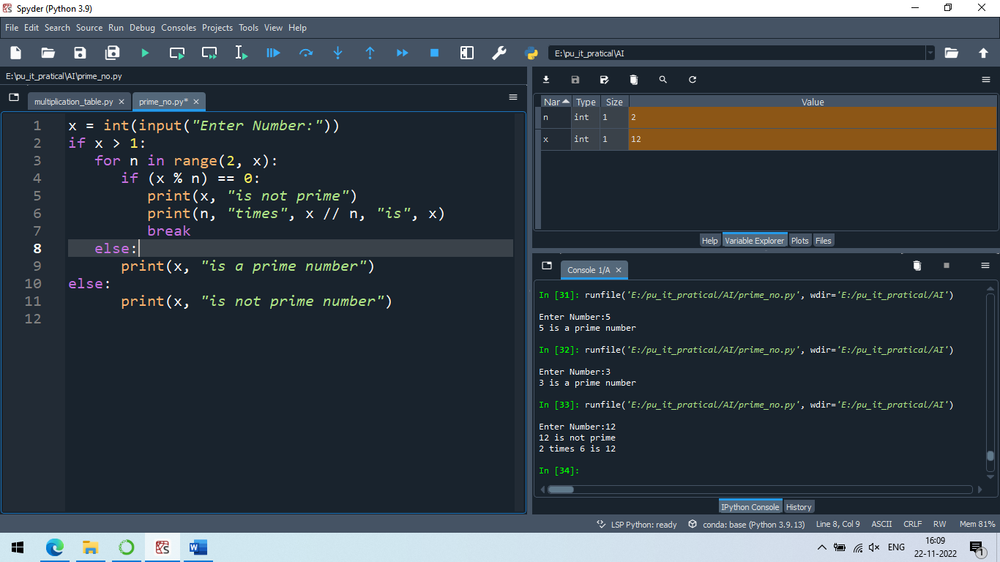 Spyder (Python 3.9)
File Edit Search Source Run Debug Consoles Projects Tools View Help
E:\pu_it_pratical\AI
E:\pu_it_pratical\AI\prime_no.py
multiplication_table.py
prime_no.py*
1 x = int(input("Enter Number:"))
2 if x > 1:
3    for n in range(2, x):
4       if (x % n) == 0:
5          print(x, "is not prime")
6          print(n, "times", x // n, "is", x)
7          break
8    else:
9       print(x, "is a prime number")
10 else:
11       print(x, "is not prime number")
12
Nar Type Size Value
n int 1 2
x int 1 12
Help Variable Explorer Plots Files
Console 1/A
In [31]: runfile('E:/pu_it_pratical/AI/prime_no.py', wdir='E:/pu_it_pratical/AI')
Enter Number:5
5 is a prime number
In [32]: runfile('E:/pu_it_pratical/AI/prime_no.py', wdir='E:/pu_it_pratical/AI')
Enter Number:3
3 is a prime number
In [33]: runfile('E:/pu_it_pratical/AI/prime_no.py', wdir='E:/pu_it_pratical/AI')
Enter Number:12
12 is not prime
2 times 6 is 12
In [34]:
IPython Console History
LSP Python: ready conda: base (Python 3.9.13) Line 8, Col 9 ASCII CRLF RW Mem 81%
ENG
16:09
22-11-2022
1